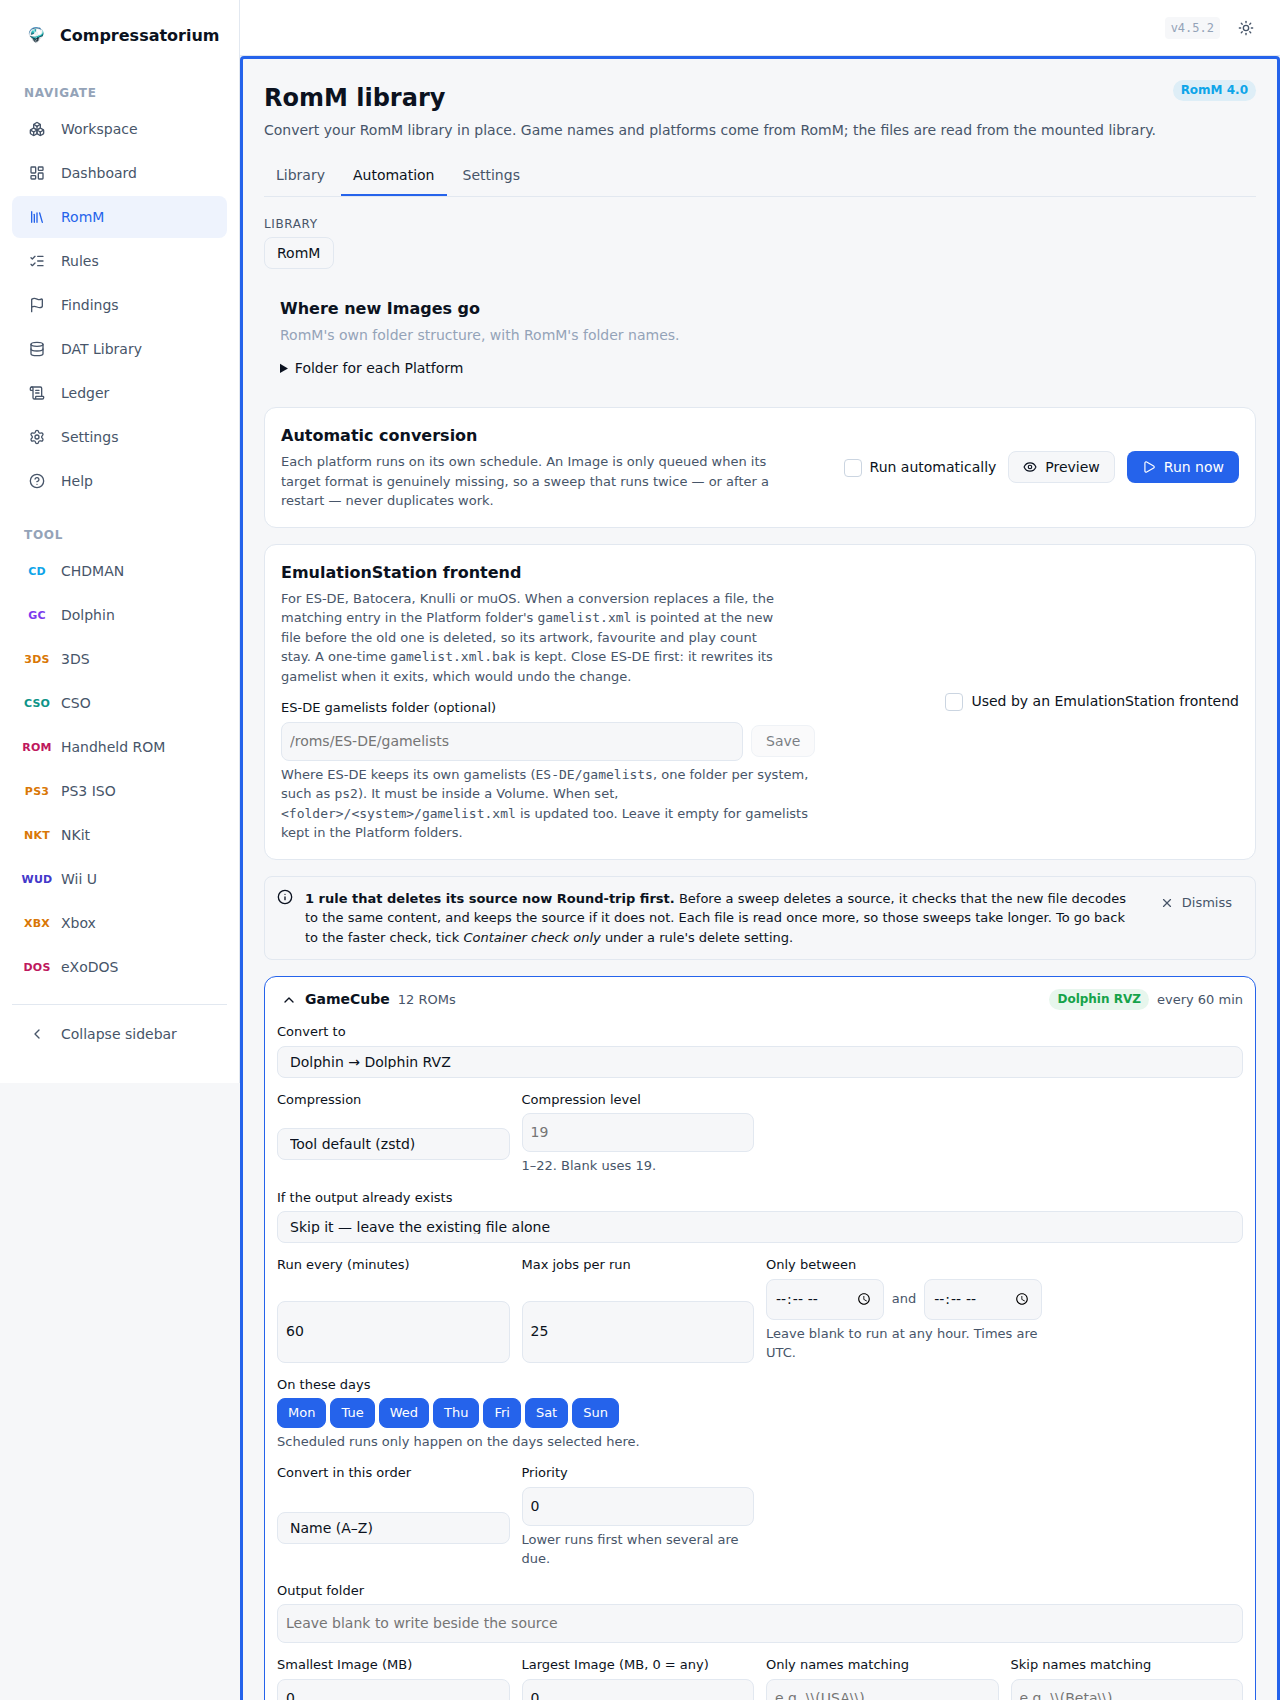 Compressatorium
v4.5.2
NAVIGATE
Workspace
Dashboard
RomM
Rules
Findings
DAT Library
Ledger
Settings
Help
TOOL
CD CHDMAN
GC Dolphin
3DS 3DS
CSO CSO
ROM Handheld ROM
PS3 PS3 ISO
NKT NKit
WUD Wii U
XBX Xbox
DOS eXoDOS
Collapse sidebar
RomM library
RomM 4.0
Convert your RomM library in place. Game names and platforms come from RomM; the files are read from the mounted library.
Library Automation Settings
LIBRARY
RomM
Where new Images go
RomM's own folder structure, with RomM's folder names.
Folder for each Platform
Automatic conversion
Each platform runs on its own schedule. An Image is only queued when its
target format is genuinely missing, so a sweep that runs twice — or after a
restart — never duplicates work.
Run automatically Preview Run now
EmulationStation frontend
For ES-DE, Batocera, Knulli or muOS. When a conversion replaces a file, the
matching entry in the Platform folder's gamelist.xml is pointed at the new
file before the old one is deleted, so its artwork, favourite and play count
stay. A one-time gamelist.xml.bak is kept. Close ES-DE first: it rewrites its
gamelist when it exits, which would undo the change.
ES-DE gamelists folder (optional)
/roms/ES-DE/gamelists Save
Where ES-DE keeps its own gamelists (ES-DE/gamelists, one folder per system,
such as ps2). It must be inside a Volume. When set,
<folder>/<system>/gamelist.xml is updated too. Leave it empty for gamelists
kept in the Platform folders.
Used by an EmulationStation frontend
1 rule that deletes its source now Round-trip first. Before a sweep deletes a source, it checks that the new file decodes
to the same content, and keeps the source if it does not. Each file is read once more, so those sweeps take longer. To go back
to the faster check, tick Container check only under a rule's delete setting.
Dismiss
GameCube 12 ROMs
Dolphin RVZ every 60 min
Convert to
Dolphin → Dolphin RVZ
Compression Compression level
Tool default (zstd) 19
1–22. Blank uses 19.
If the output already exists
Skip it — leave the existing file alone
Run every (minutes) Max jobs per run Only between
60 25 --:-- -- and --:-- --
Leave blank to run at any hour. Times are
UTC.
On these days
Mon Tue Wed Thu Fri Sat Sun
Scheduled runs only happen on the days selected here.
Convert in this order Priority
Name (A–Z) 0
Lower runs first when several are
due.
Output folder
Leave blank to write beside the source
Smallest Image (MB) Largest Image (MB, 0 = any) Only names matching Skip names matching
0 0 e.g. \\(USA\\) e.g. \\(Beta\\)